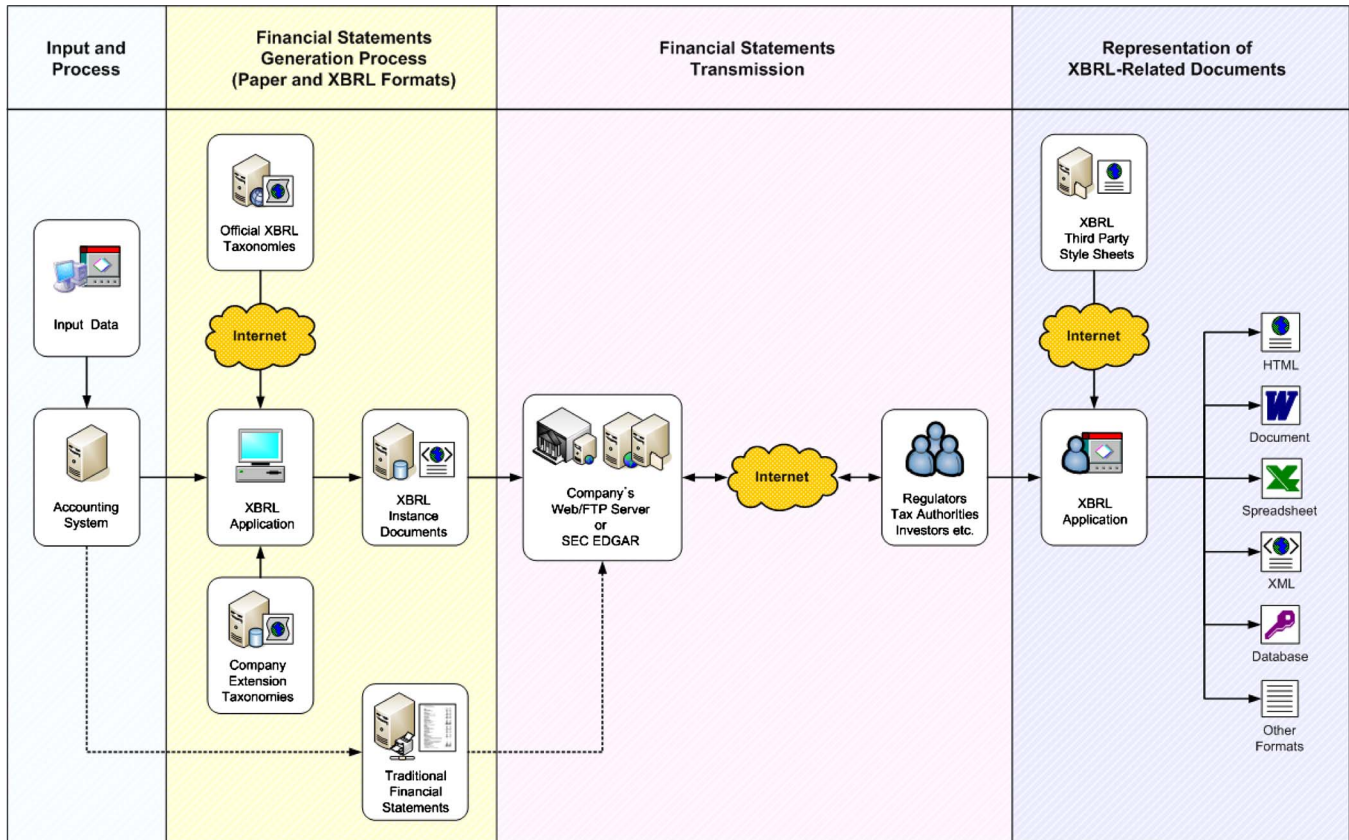 Input and
Process
Financial Statements
Generation Process
(Paper and XBRL Formats)
Financial Statements
Transmission
Representation of
XBRL-Related Documents
Input Data
Accounting
System
Official XBRL
Taxonomies
Internet
XBRL
Application
Company
Extension
Taxonomies
XBRL
Instance
Documents
Traditional
Financial
Statements
Company`s
Web/FTP Server
or
SEC EDGAR
Internet
Regulators
Tax Authorities
Investors etc.
XBRL
Third Party
Style Sheets
Internet
XBRL
Application
HTML
Document
Spreadsheet
XML
Database
Other
Formats